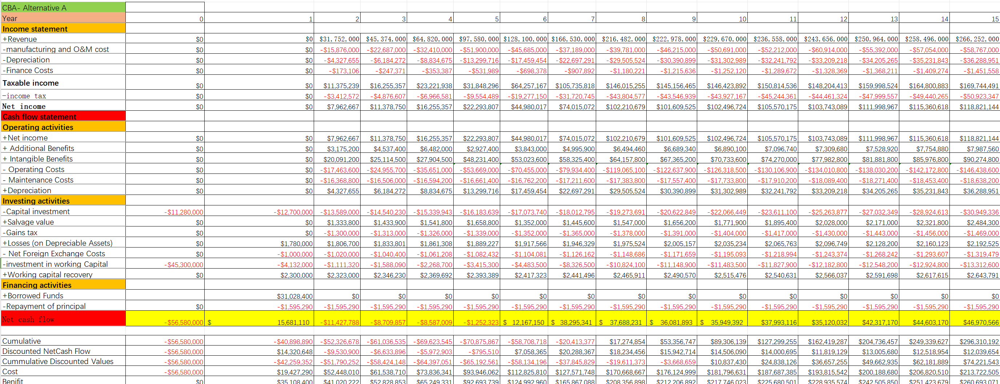 CBA- Alternative A
Year 0 1 2 3 4 5 6 7 8 9 10 11 12 13 14 15
Income statement
+Revenue $0 $0 $31,752,000 $45,374,000 $64,820,000 $97,580,000 $128,100,000 $166,530,000 $216,482,000 $222,978,000 $229,670,000 $236,558,000 $243,656,000 $250,964,000 $258,496,000 $266,252,000
-manufacturing and O&M cost $0 $0 -$15,876,000 -$22,687,000 -$32,410,000 -$51,900,000 -$45,685,000 -$37,189,000 -$39,781,000 -$46,215,000 -$50,691,000 -$52,212,000 -$60,914,000 -$55,392,000 -$57,054,000 -$58,767,000
-Depreciation $0 $0 -$4,327,655 -$6,184,272 -$8,834,675 -$13,299,716 -$17,459,454 -$22,697,291 -$29,505,524 -$30,390,899 -$31,302,989 -$32,241,792 -$33,209,218 -$34,205,265 -$35,231,843 -$36,288,951
-Finance Costs $0 $0 -$173,106 -$247,371 -$353,387 -$531,989 -$698,378 -$907,892 -$1,180,221 -$1,215,636 -$1,252,120 -$1,289,672 -$1,328,369 -$1,368,211 -$1,409,274 -$1,451,558
Taxable income $0 $0 $11,375,239 $16,255,357 $23,221,938 $31,848,296 $64,257,167 $105,735,818 $146,015,255 $145,156,465 $146,423,892 $150,814,536 $148,204,413 $159,998,524 $164,800,883 $169,744,491
-income tax $0 $0 -$3,412,572 -$4,876,607 -$6,966,581 -$9,554,489 -$19,277,150 -$31,720,745 -$43,804,577 -$43,546,939 -$43,927,167 -$45,244,361 -$44,461,324 -$47,999,557 -$49,440,265 -$50,923,347
Net income $0 $0 $7,962,667 $11,378,750 $16,255,357 $22,293,807 $44,980,017 $74,015,072 $102,210,679 $101,609,525 $102,496,724 $105,570,175 $103,743,089 $111,998,967 $115,360,618 $118,821,144
Cash flow statement
Operating activities
+Net income $0 $0 $7,962,667 $11,378,750 $16,255,357 $22,293,807 $44,980,017 $74,015,072 $102,210,679 $101,609,525 $102,496,724 $105,570,175 $103,743,089 $111,998,967 $115,360,618 $118,821,144
+ Additional Benefits $0 $0 $3,175,200 $4,537,400 $6,482,000 $2,927,400 $3,843,000 $4,995,900 $6,494,460 $6,689,340 $6,890,100 $7,096,740 $7,309,680 $7,528,920 $7,754,880 $7,987,560
+ Intangible Benefits $0 $0 $20,091,200 $25,114,500 $27,904,500 $48,231,400 $53,023,600 $58,325,400 $64,157,800 $67,365,200 $70,733,600 $74,270,000 $77,982,800 $81,881,800 $85,976,800 $90,274,800
- Operating Costs $0 $0 -$17,463,600 -$24,955,700 -$35,651,000 -$53,669,000 -$70,455,000 -$79,934,400 -$119,065,100 -$122,637,900 -$126,318,500 -$130,106,900 -$134,010,800 -$138,030,200 -$142,172,800 -$146,438,600
- Maintenance Costs $0 $0 -$16,368,800 -$16,506,000 -$16,594,200 -$16,661,400 -$16,762,200 -$17,211,600 -$17,383,800 -$17,557,400 -$17,733,800 -$17,910,200 -$18,089,400 -$18,271,400 -$18,453,400 -$18,638,200
+Depreciation $0 $0 $4,327,655 $6,184,272 $8,834,675 $13,299,716 $17,459,454 $22,697,291 $29,505,524 $30,390,899 $31,302,989 $32,241,792 $33,209,218 $34,205,265 $35,231,843 $36,288,951
Investing activities
-Capital investment -$11,280,000 -$12,700,000 -$13,589,000 -$14,540,230 -$15,339,943 -$16,183,639 -$17,073,740 -$18,012,795 -$19,273,691 -$20,622,849 -$22,066,449 -$23,611,100 -$25,263,877 -$27,032,349 -$28,924,613 -$30,949,336
+Salvage value $0 $0 $1,333,800 $1,433,900 $1,541,800 $1,658,800 $1,352,000 $1,445,600 $1,547,000 $1,656,200 $1,771,900 $1,895,400 $2,028,000 $2,171,000 $2,321,800 $2,484,300
-Gains tax $0 $0 -$1,300,000 -$1,313,000 -$1,326,000 -$1,339,000 -$1,352,000 -$1,365,000 -$1,378,000 -$1,391,000 -$1,404,000 -$1,417,000 -$1,430,000 -$1,443,000 -$1,456,000 -$1,469,000
+Losses (on Depreciable Assets) $0 $1,780,000 $1,806,700 $1,833,801 $1,861,308 $1,889,227 $1,917,566 $1,946,329 $1,975,524 $2,005,157 $2,035,234 $2,065,763 $2,096,749 $2,128,200 $2,160,123 $2,192,525
- Net Foreign Exchange Costs $0 -$1,000,000 -$1,020,000 -$1,040,400 -$1,061,208 -$1,082,432 -$1,104,081 -$1,126,162 -$1,148,686 -$1,171,659 -$1,195,093 -$1,218,994 -$1,243,374 -$1,268,242 -$1,293,607 -$1,319,479
-investment in working Capital -$45,300,000 -$4,132,000 -$1,111,320 -$1,588,090 -$2,268,700 -$3,415,300 -$4,483,500 -$8,326,500 -$10,824,100 -$11,148,900 -$11,483,500 -$11,827,900 -$12,182,800 -$12,548,200 -$12,924,800 -$13,312,600
+Working capital recovery $0 $2,300,000 $2,323,000 $2,346,230 $2,369,692 $2,393,389 $2,417,323 $2,441,496 $2,465,911 $2,490,570 $2,515,476 $2,540,631 $2,566,037 $2,591,698 $2,617,615 $2,643,791
Financing activities
+Borrowed Funds $31,028,400 $0 $0 $0 $0 $0 $0 $0 $0 $0 $0 $0 $0 $0 $0
-Repayment of principal $0 -$1,595,290 -$1,595,290 -$1,595,290 -$1,595,290 -$1,595,290 -$1,595,290 -$1,595,290 -$1,595,290 -$1,595,290 -$1,595,290 -$1,595,290 -$1,595,290 -$1,595,290 -$1,595,290 -$1,595,290
Net cash flow -$56,580,000 $ 15,681,110 -$11,427,788 -$8,709,857 -$8,587,009 -$1,252,323 $ 12,167,150 $ 38,295,341 $ 37,688,231 $ 36,081,893 $ 35,949,392 $37,993,116 $35,120,032 $42,317,170 $44,603,170 $46,970,566
Cumulative -$56,580,000 -$40,898,890 -$52,326,678 -$61,036,535 -$69,623,545 -$70,875,867 -$58,708,718 -$20,413,377 $17,274,854 $53,356,747 $89,306,139 $127,299,255 $162,419,287 $204,736,457 $249,339,627 $296,310,192
Discounted NetCash Flow -$56,580,000 $14,320,648 -$9,530,900 -$6,633,896 -$5,972,903 -$795,510 $7,058,365 $20,288,367 $18,234,456 $15,942,714 $14,506,090 $14,000,695 $11,819,129 $13,005,680 $12,518,954 $12,039,654
Cummulative Discounted Values -$56,580,000 -$42,259,352 -$51,790,252 -$58,424,148 -$64,397,051 -$65,192,561 -$58,134,196 -$37,845,829 -$19,611,373 -$3,668,659 $10,837,430 $24,838,126 $36,657,255 $49,662,935 $62,181,889 $74,221,543
Cost -$56,580,000 $19,427,290 $52,448,010 $61,538,710 $73,836,341 $93,946,062 $112,825,810 $127,571,748 $170,668,667 $176,124,999 $181,796,631 $187,687,385 $193,815,542 $200,188,680 $206,820,510 $213,722,505
Benifit $0 $35,108,400 $41,020,222 $52,828,853 $65,249,331 $92,693,739 $124,992,960 $165,867,088 $208,356,898 $212,206,892 $217,746,023 $225,680,501 $228,935,574 $242,505,850 $251,423,679 $260,693,071